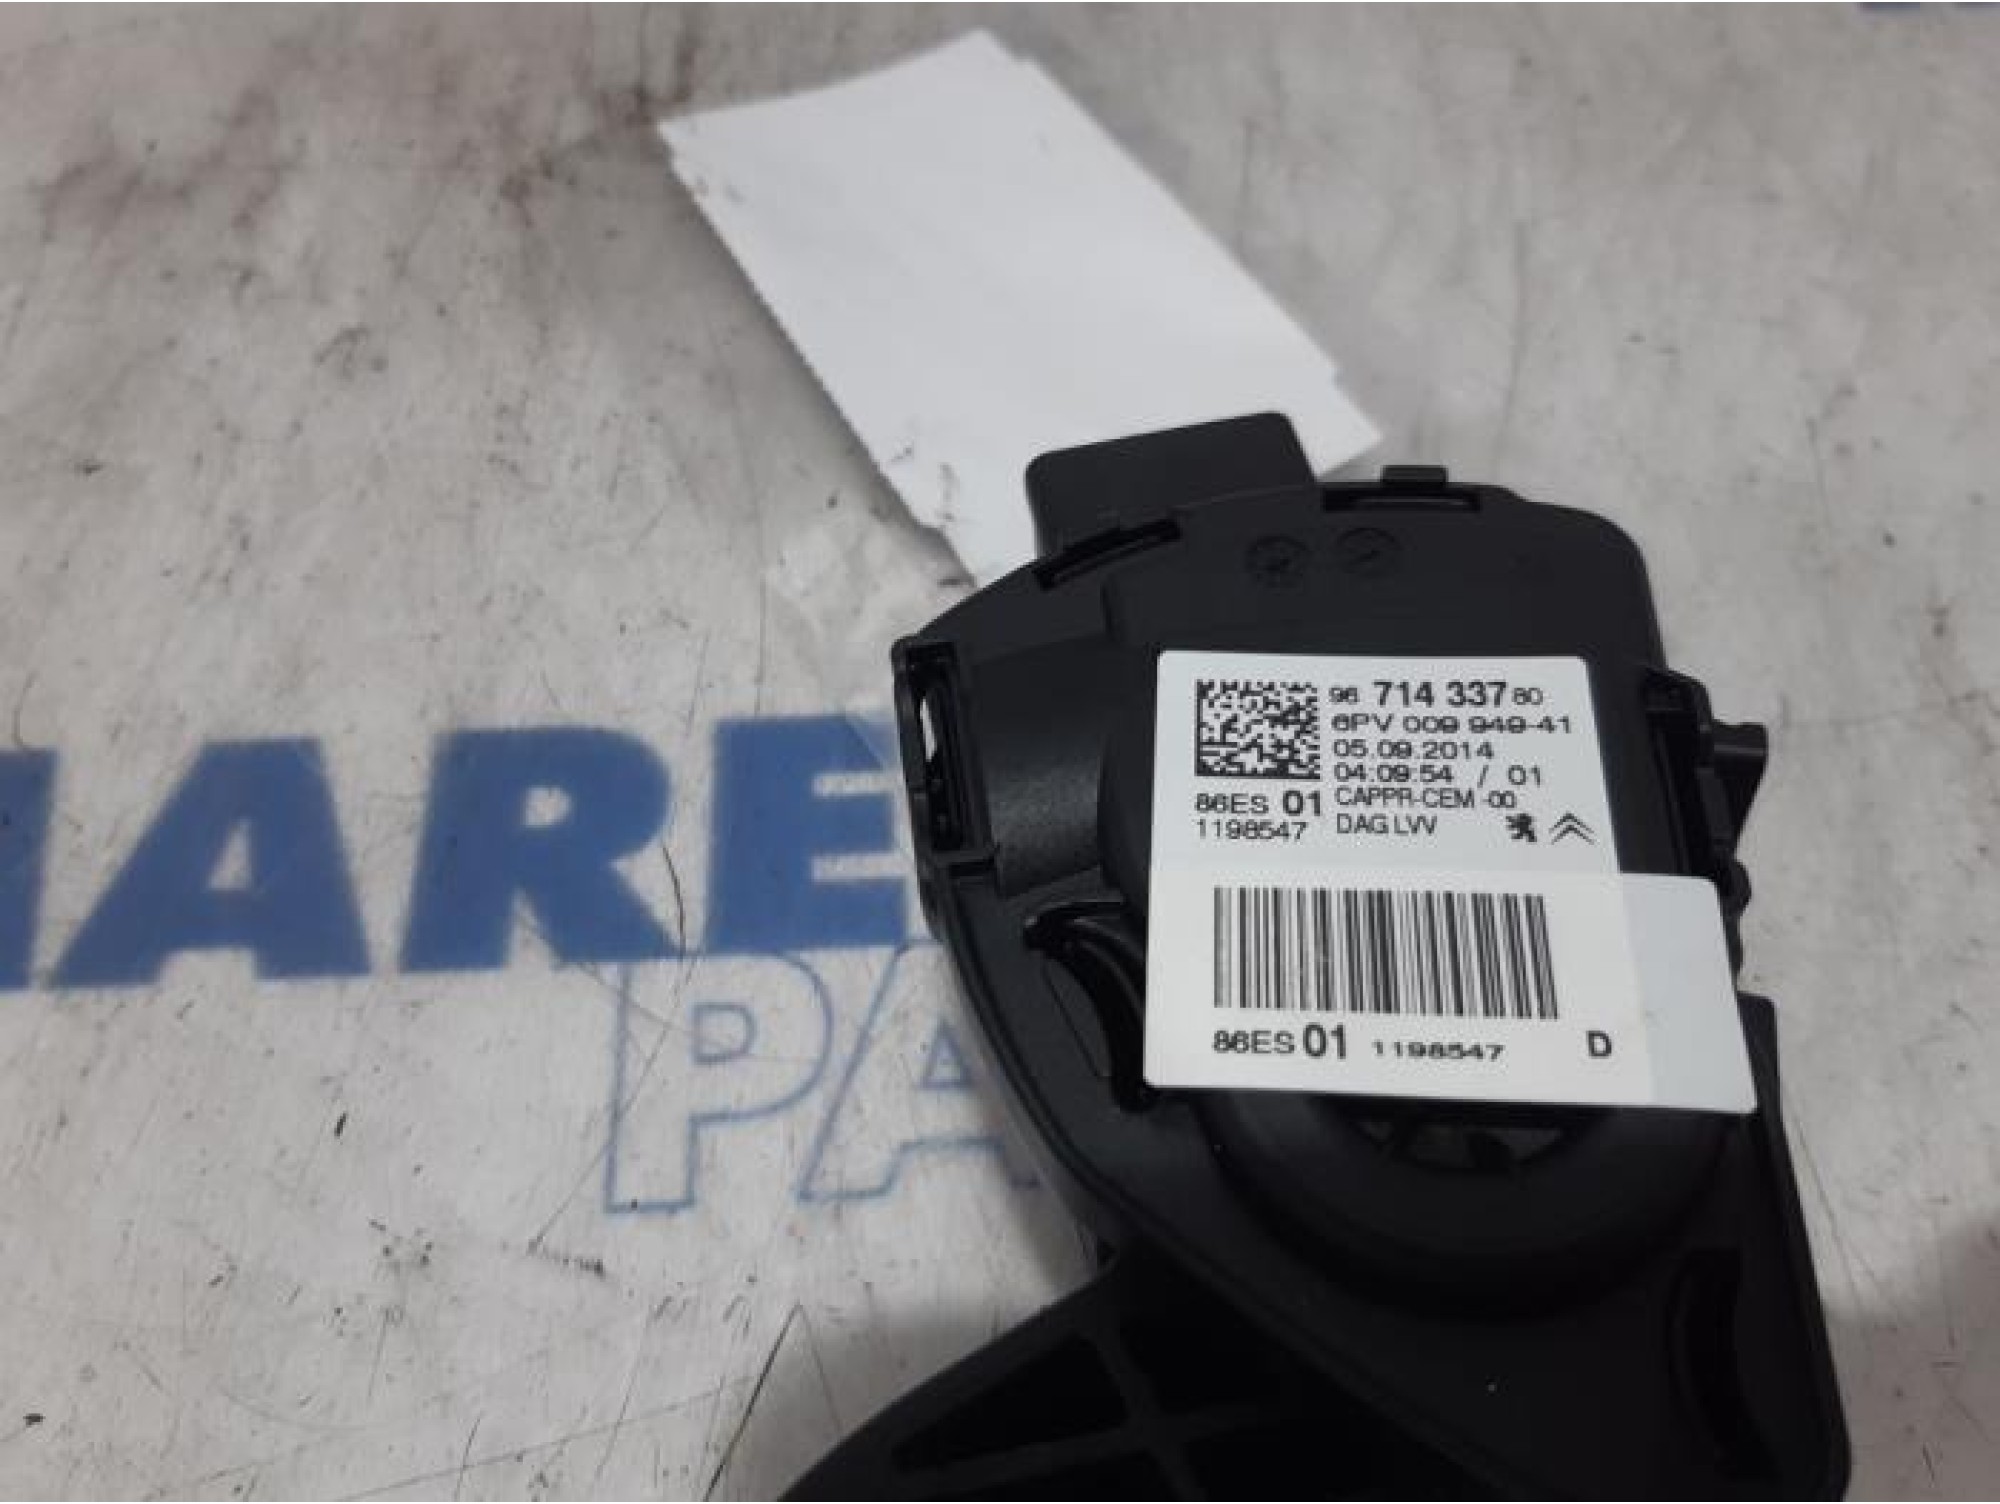 96 714 337 80
6PV 009 949-41
05.09.2014
04:09:54 / 01
86ES 01 CAPPR-CEM -00
1198547 DAG.LVV
86ES 01 1198547 D